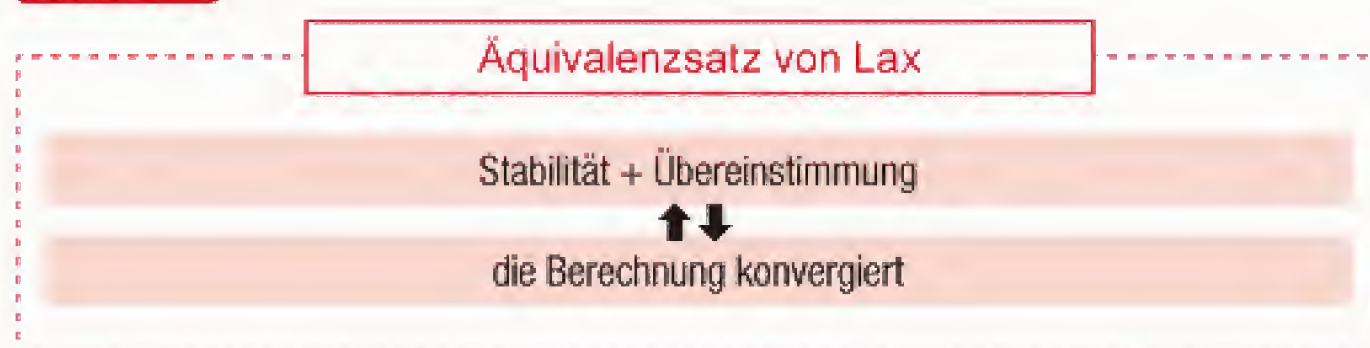 Äquivalenzsatz von Lax
Stabilität + Übereinstimmung
die Berechnung konvergiert